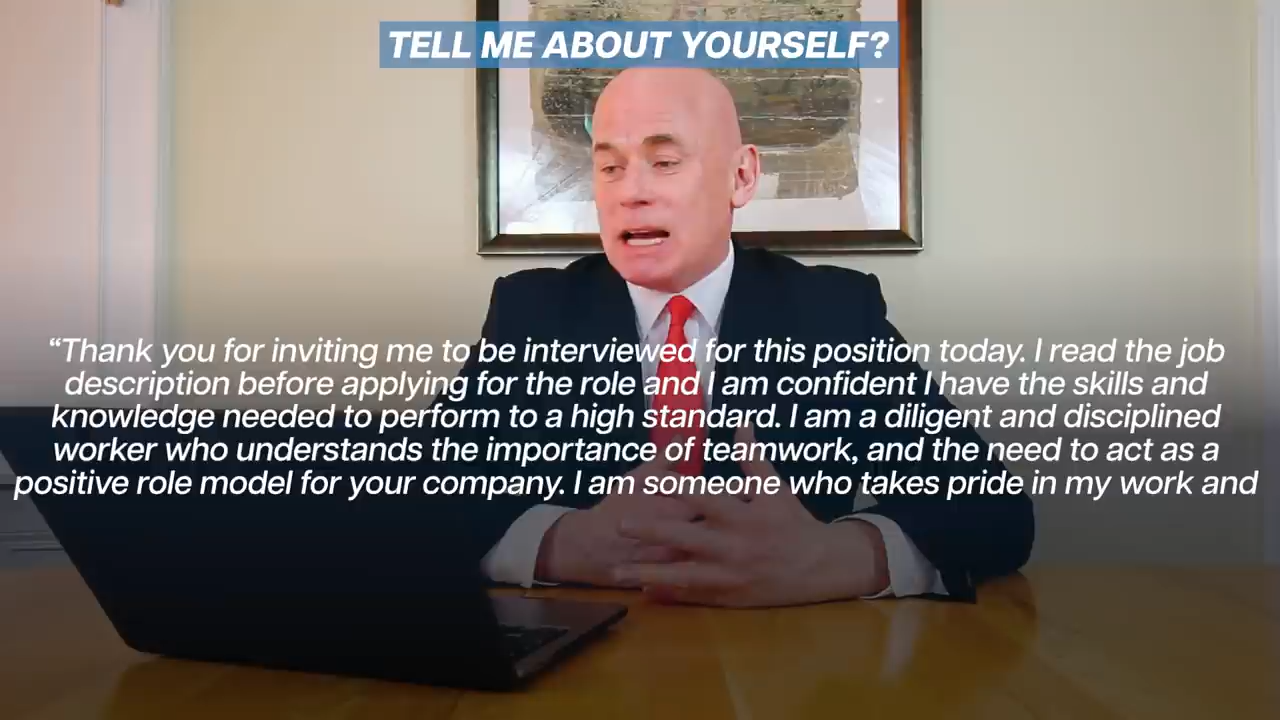 TELL ME ABOUT YOURSELF?
“Thank you for inviting me to be interviewed for this position today. I read the job
description before applying for the role and I am confident I have the skills and
knowledge needed to perform to a high standard. I am a diligent and disciplined
worker who understands the importance of teamwork, and the need to act as a
positive role model for your company. I am someone who takes pride in my work and